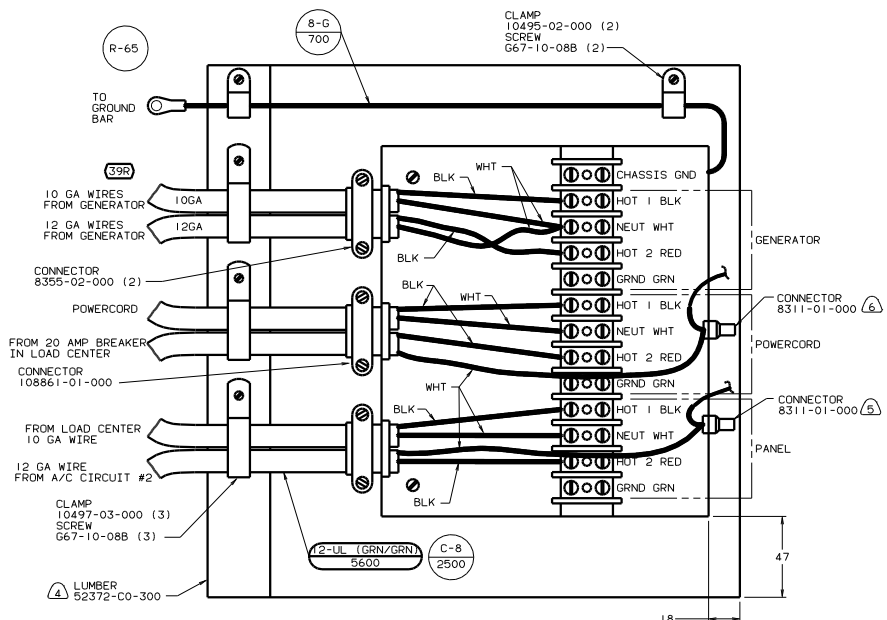 CLAMP
10495-02-000 (2)
SCREW
G67-10-08B (2)
8-G
700
R-65
TO
GROUND
BAR
39R
10 GA WIRES
FROM GENERATOR
10GA
12 GA WIRES
FROM GENERATOR
12GA
BLK
WHT
BLK
CHASSIS GND
HOT 1 BLK
NEUT WHT
HOT 2 RED
GRND GRN
GENERATOR
CONNECTOR
8355-02-000 (2)
POWERCORD
FROM 20 AMP BREAKER
IN LOAD CENTER
CONNECTOR
108861-01-000
BLK
WHT
HOT 1 BLK
NEUT WHT
HOT 2 RED
GRND GRN
POWERCORD
CONNECTOR
8311-01-000 6
WHT
BLK
FROM LOAD CENTER
10 GA WIRE
12 GA WIRE
FROM A/C CIRCUIT #2
BLK
HOT 1 BLK
NEUT WHT
HOT 2 RED
GRND GRN
PANEL
CONNECTOR
8311-01-000 5
CLAMP
10497-03-000 (3)
SCREW
G67-10-08B (3)
12-UL (GRN/GRN)
5600
C-8
2500
47
4 LUMBER
52372-C0-300
18